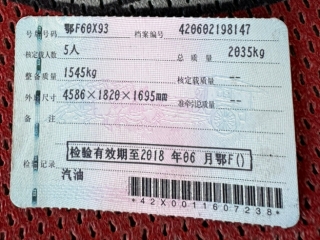 号牌号码 鄂F60X93 档案编号 420602198147
核定载人数 5人 总质量 2035kg
整备质量 1545kg 核定载质量 --
外廓尺寸 4586×1820×1695mm 准牵引总质量 --
备注
检验有效期至2018 年06 月鄂F()
检验记录
汽油
*42X0011607238*